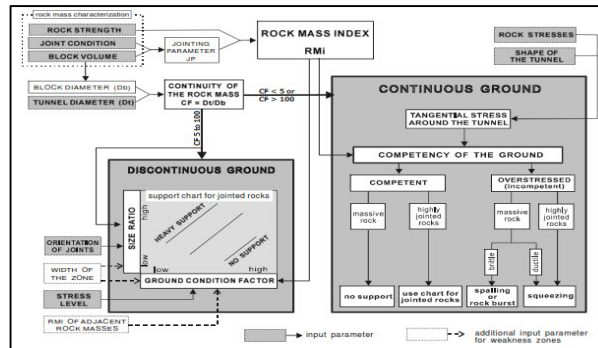 rock mass characterization
ROCK STRENGTH
JOINT CONDITION
BLOCK VOLUME
JOINTING
PARAMETER
JP
ROCK MASS INDEX
RMi
ROCK STRESSES
SHAPE OF
THE TUNNEL
BLOCK DIAMETER (Db)
TUNNEL DIAMETER (Dt)
CONTINUITY OF
THE ROCK MASS
CF = Dt/Db
CF < 5 or
CF > 100
CF 5 to 100
CONTINUOUS GROUND
TANGENTIAL STRESS
AROUND THE TUNNEL
COMPETENCY OF THE GROUND
COMPETENT
OVERSTRESSED
(incompetent)
massive
rock
highly
jointed
rocks
massive
rock
highly
jointed
rocks
brittle
ductile
no support
use chart for
jointed rocks
spalling or
rock burst
squeezing
DISCONTINUOUS GROUND
support chart for jointed rocks
SIZE RATIO
high
low
HEAVY SUPPORT
NO SUPPORT
low
high
GROUND CONDITION FACTOR
ORIENTATION
OF JOINTS
WIDTH OF
THE ZONE
STRESS
LEVEL
RMi OF ADJACENT
ROCK MASSES
input parameter
additional input parameter
for weakness zones